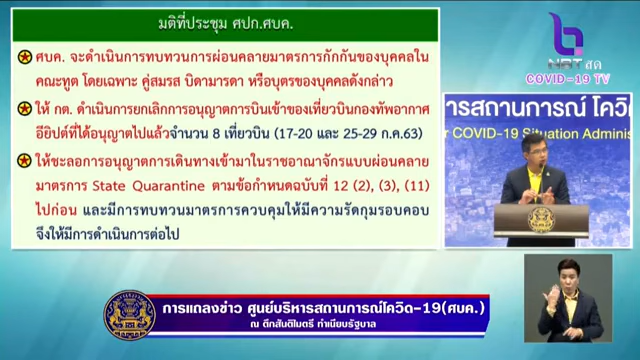 มติที่ประชุม ศปก.ศบค.
ศบค. จะดำเนินการทบทวนการผ่อนคลายมาตรการกักกันของบุคคลใน
คณะทูต โดยเฉพาะ คู่สมรส บิดามารดา หรือบุตรของบุคคลดังกล่าว
ให้ กต. ดำเนินการยกเลิกการอนุญาตการบินเข้าของเที่ยวบินกองทัพอากาศ
อียิปต์ที่ได้อนุญาตไปแล้วจำนวน 8 เที่ยวบิน (17-20 และ 25-29 ก.ค.63)
ให้ชะลอการอนุญาตการเดินทางเข้ามาในราชอาณาจักรแบบผ่อนคลาย
มาตรการ State Quarantine ตามข้อกำหนดฉบับที่ 12 (2), (3), (11)
ไปก่อน และมีการทบทวนมาตรการควบคุมให้มีความรัดกุมรอบคอบ
จึงให้มีการดำเนินการต่อไป
NBT สด
COVID-19 TV
ารสถานการณ์ โควิ
r COVID-19 Situation Adminis
การแถลงข่าว ศูนย์บริหารสถานการณ์โควิด-19(ศบค.)
ณ ตึกสันติไมตรี ทำเนียบรัฐบาล